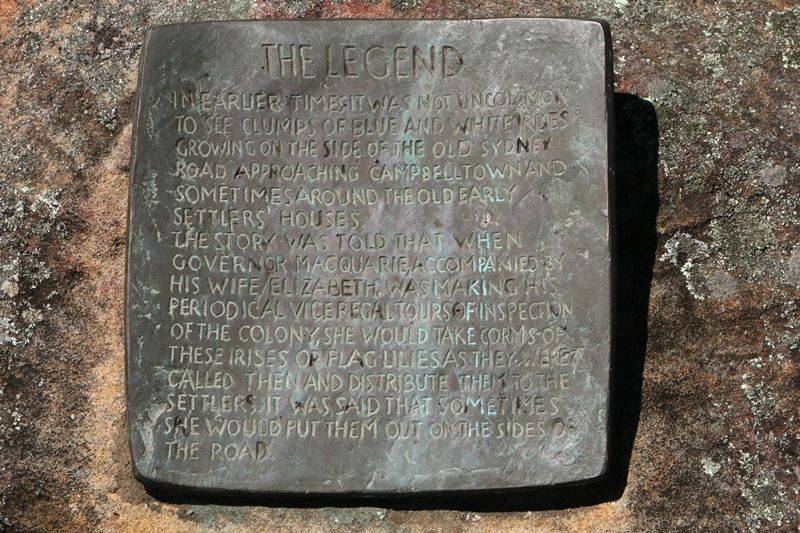 THE LEGEND
IN EARLIER TIMES IT WAS NOT UNCOMMON
TO SEE CLUMPS OF BLUE AND WHITE IRISES
GROWING ON THE SIDE OF THE OLD SYDNEY
ROAD APPROACHING CAMPBELLTOWN AND
SOMETIMES AROUND THE OLD EARLY
SETTLERS' HOUSES
THE STORY WAS TOLD THAT WHEN
GOVERNOR MACQUARIE, ACCOMPANIED BY
HIS WIFE, ELIZABETH, WAS MAKING HIS
PERIODICAL VICEREGAL TOURS OF INSPECTION
OF THE COLONY, SHE WOULD TAKE CORMS OF
THESE IRISES OR FLAG LILIES AS THEY WERE
CALLED THEN AND DISTRIBUTE THEM TO THE
SETTLERS. IT WAS SAID THAT SOMETIMES
SHE WOULD PUT THEM OUT ON THE SIDES OF
THE ROAD.